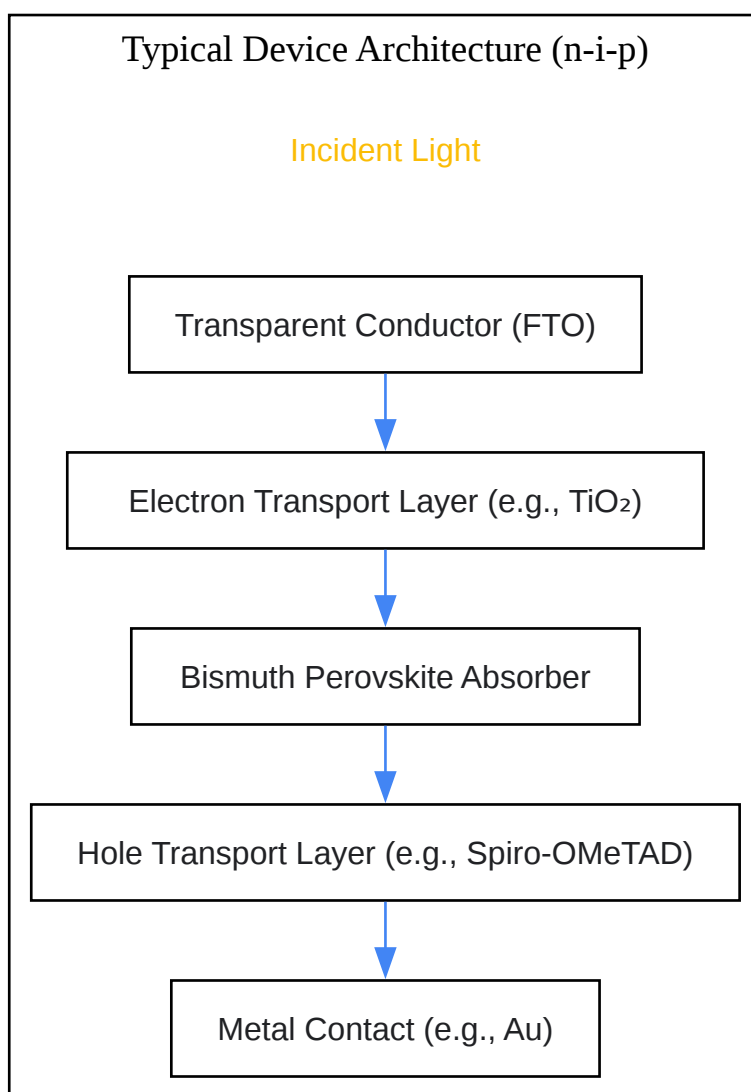 Typical Device Architecture (n-i-p)
Incident Light
Transparent Conductor (FTO)
Electron Transport Layer (e.g., TiO₂)
Bismuth Perovskite Absorber
Hole Transport Layer (e.g., Spiro-OMeTAD)
Metal Contact (e.g., Au)